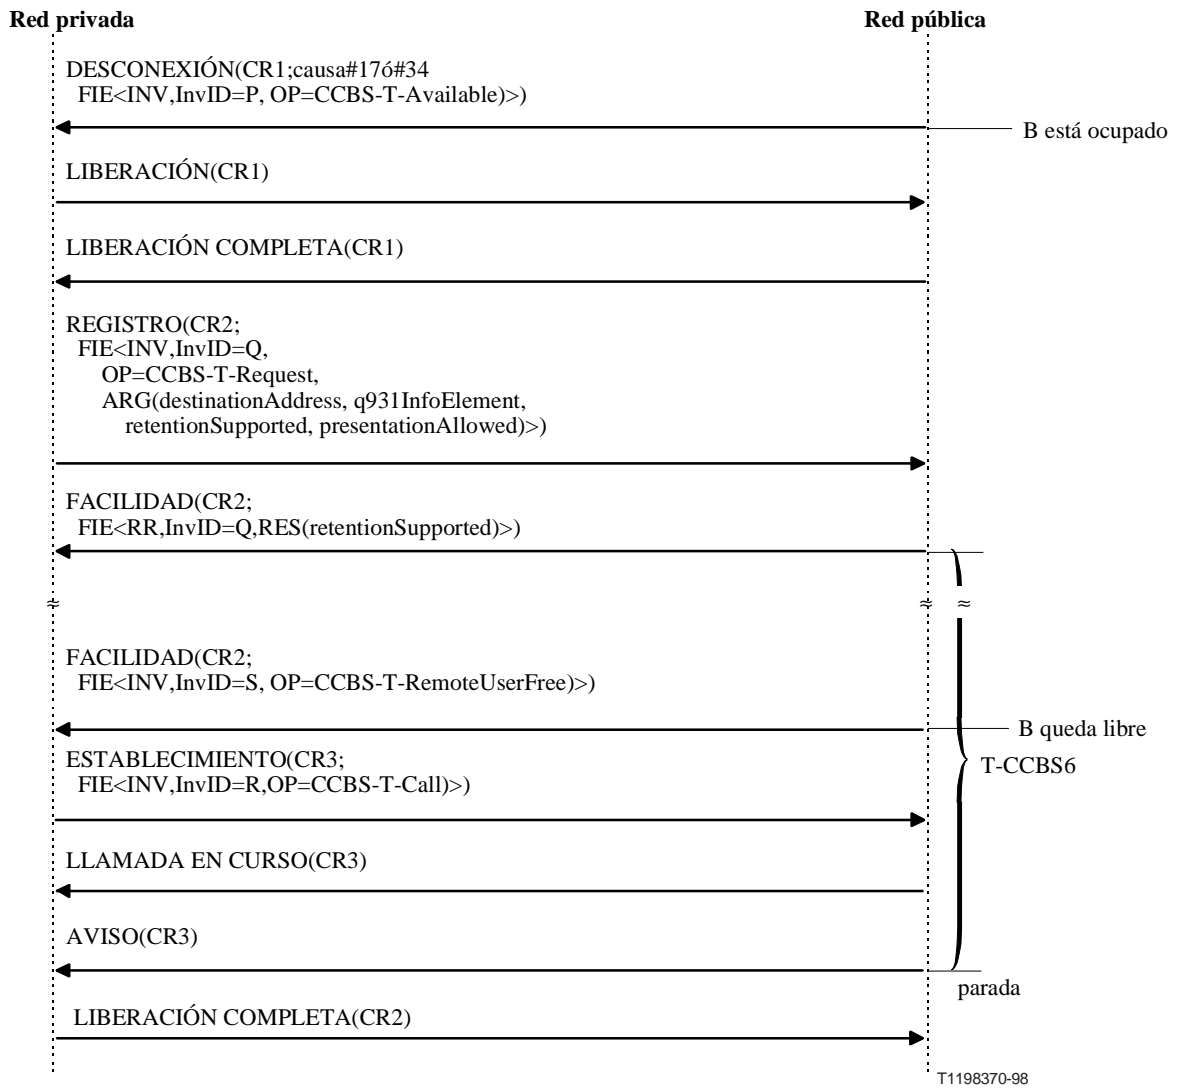 Red privada
Red pública
DESCONEXIÓN(CR1;causa#17ó#34
FIE<INV,InvID=P, OP=CCBS-T-Available)>)
B está ocupado
LIBERACIÓN(CR1)
LIBERACIÓN COMPLETA(CR1)
REGISTRO(CR2;
FIE<INV,InvID=Q,
OP=CCBS-T-Request,
ARG(destinationAddress, q931InfoElement,
retentionSupported, presentationAllowed)>)
FACILIDAD(CR2;
FIE<RR,InvID=Q,RES(retentionSupported)>)
≈ ≈ ≈
FACILIDAD(CR2;
FIE<INV,InvID=S, OP=CCBS-T-RemoteUserFree)>)
B queda libre
ESTABLECIMIENTO(CR3;
FIE<INV,InvID=R,OP=CCBS-T-Call)>)
T-CCBS6
LLAMADA EN CURSO(CR3)
AVISO(CR3)
parada
LIBERACIÓN COMPLETA(CR2)
T1198370-98